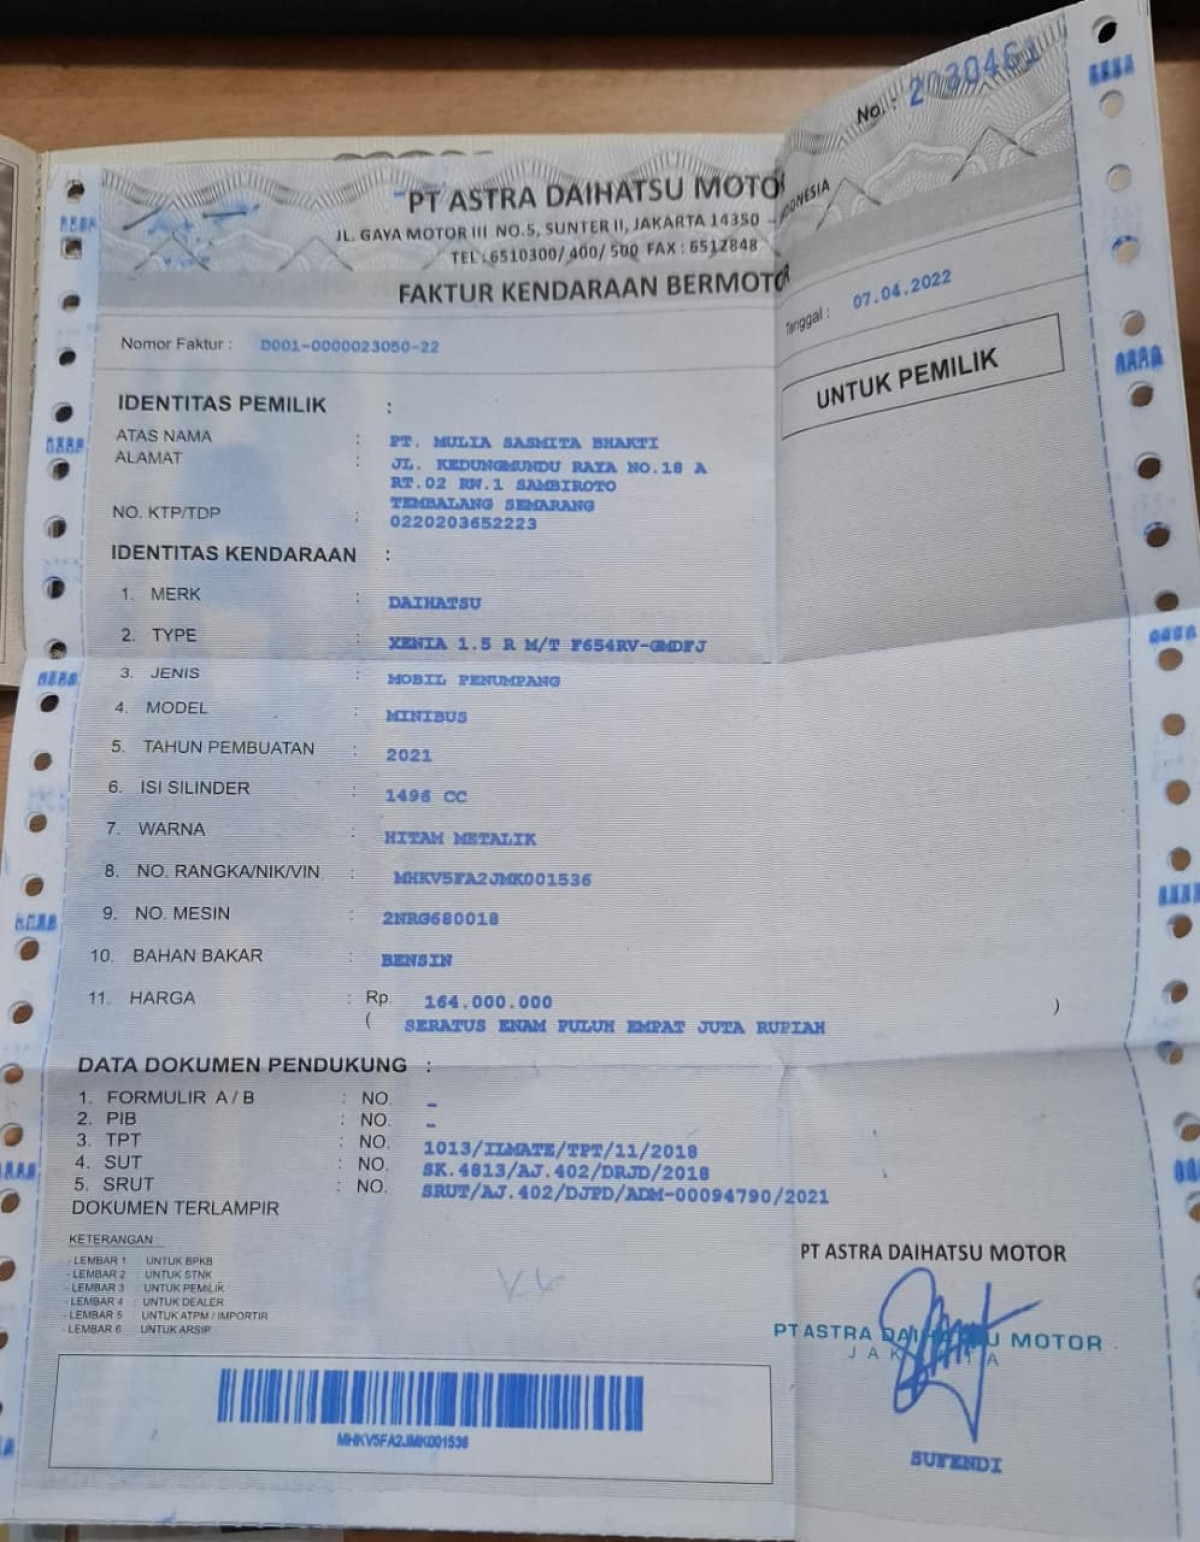 No. : 2030461
PT ASTRA DAIHATSU MOTOR
JL. GAYA MOTOR III NO.5, SUNTER II, JAKARTA 14350 – INDONESIA
TEL : 6510300/ 400/ 500 FAX : 6512848
FAKTUR KENDARAAN BERMOTOR
Nomor Faktur : D001-0000023050-22
Tanggal : 07.04.2022
UNTUK PEMILIK
IDENTITAS PEMILIK :
ATAS NAMA : PT. MULIA SASMITA BHAKTI
ALAMAT : JL. KEDUNGMUNDU RAYA NO.18 A
RT.02 RW.1 SAMBIROTO
TEMBALANG SEMARANG
NO. KTP/TDP : 0220203652223
IDENTITAS KENDARAAN :
1. MERK : DAIHATSU
2. TYPE : XENIA 1.5 R M/T F654RV-GMDFJ
3. JENIS : MOBIL PENUMPANG
4. MODEL : MINIBUS
5. TAHUN PEMBUATAN : 2021
6. ISI SILINDER : 1496 CC
7. WARNA : HITAM METALIK
8. NO. RANGKA/NIK/VIN : MHKV5FA2JMK001536
9. NO. MESIN : 2NRG680018
10. BAHAN BAKAR : BENSIN
11. HARGA : Rp. 164.000.000
( SERATUS ENAM PULUH EMPAT JUTA RUPIAH )
DATA DOKUMEN PENDUKUNG :
1. FORMULIR A / B : NO. –
2. PIB : NO. –
3. TPT : NO. 1013/ILMATE/TPT/11/2018
4. SUT : NO. SK.4813/AJ.402/DRJD/2018
5. SRUT : NO. SRUT/AJ.402/DJPD/ADM-00094790/2021
DOKUMEN TERLAMPIR
KETERANGAN :
- LEMBAR 1 : UNTUK BPKB
- LEMBAR 2 : UNTUK STNK
- LEMBAR 3 : UNTUK PEMILIK
- LEMBAR 4 : UNTUK DEALER
- LEMBAR 5 : UNTUK ATPM / IMPORTIR
- LEMBAR 6 : UNTUK ARSIP
PT ASTRA DAIHATSU MOTOR
PT ASTRA DAIHATSU MOTOR
JAKARTA
MHKV5FA2JMK001536
SUFENDI